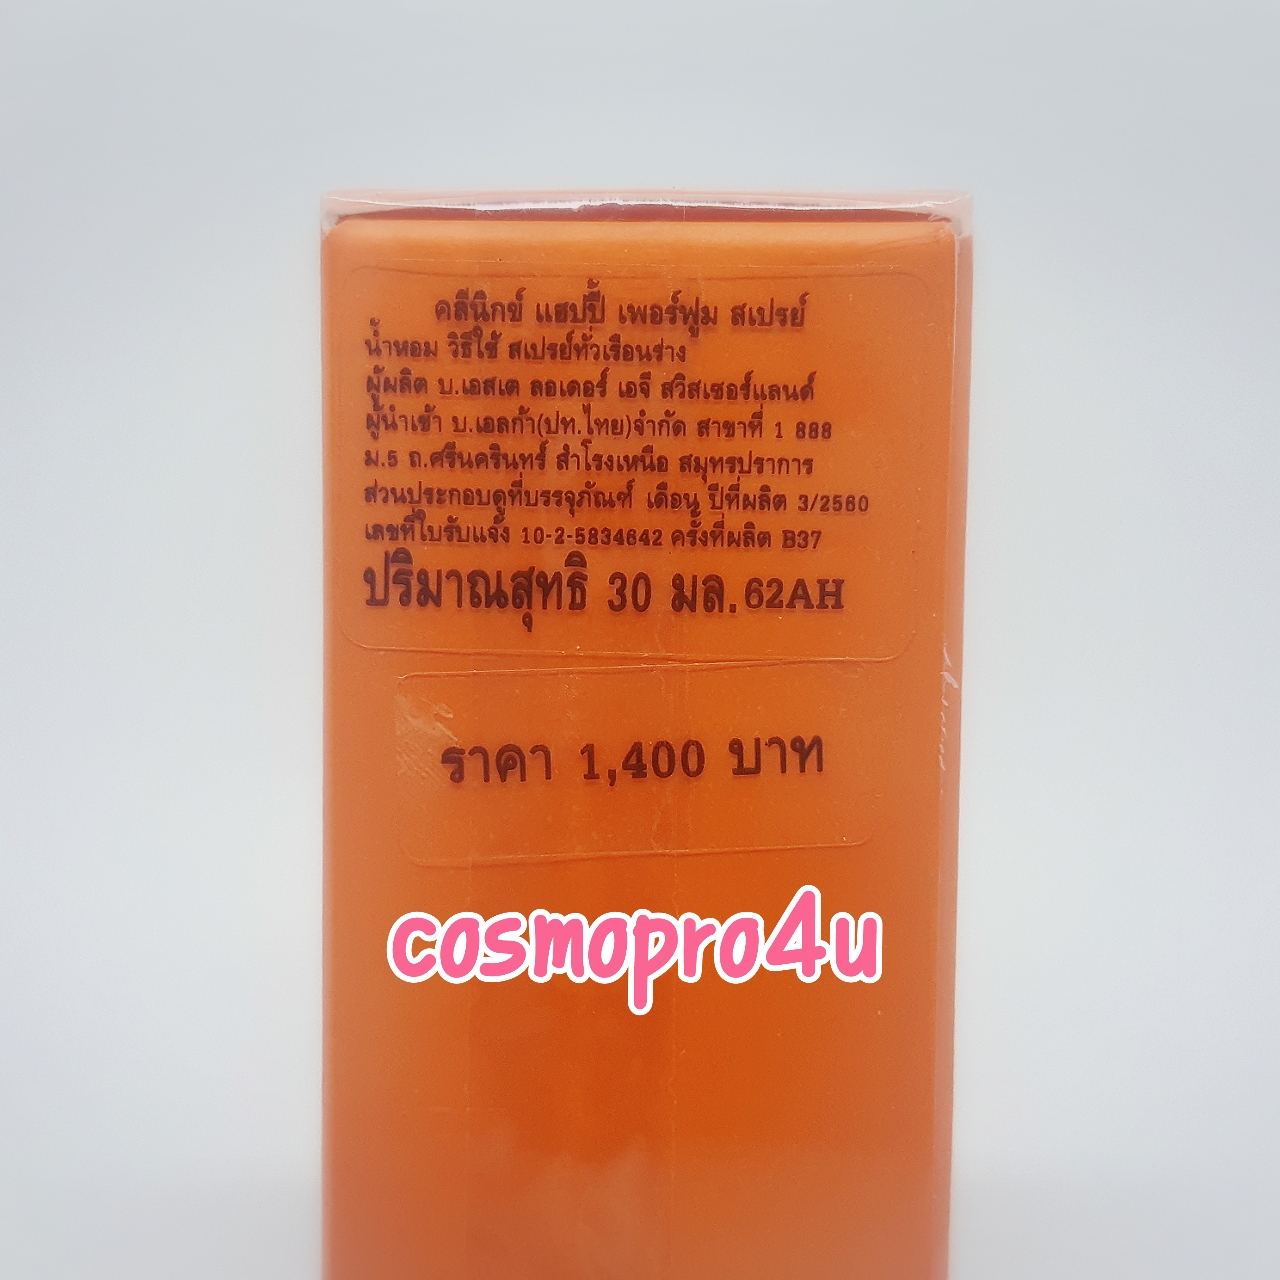 คลีนิกข์ แฮปปี้ เพอร์ฟูม สเปรย์
น้ำหอม วิธีใช้ สเปรย์ทั่วเรือนร่าง
ผู้ผลิต บ.เอสเต ลอเดอร์ เอจี สวิสเซอร์แลนด์
ผู้นำเข้า บ.เอลก้า(ปท.ไทย)จำกัด สาขาที่ 1 888
ม.5 ถ.ศรีนครินทร์ สำโรงเหนือ สมุทรปราการ
ส่วนประกอบดูที่บรรจุภัณฑ์ เดือน ปีที่ผลิต 3/2560
เลขที่ใบรับแจ้ง 10-2-5834642 ครั้งที่ผลิต B37
ปริมาณสุทธิ 30 มล. 62AH
ราคา 1,400 บาท
cosmopro4u